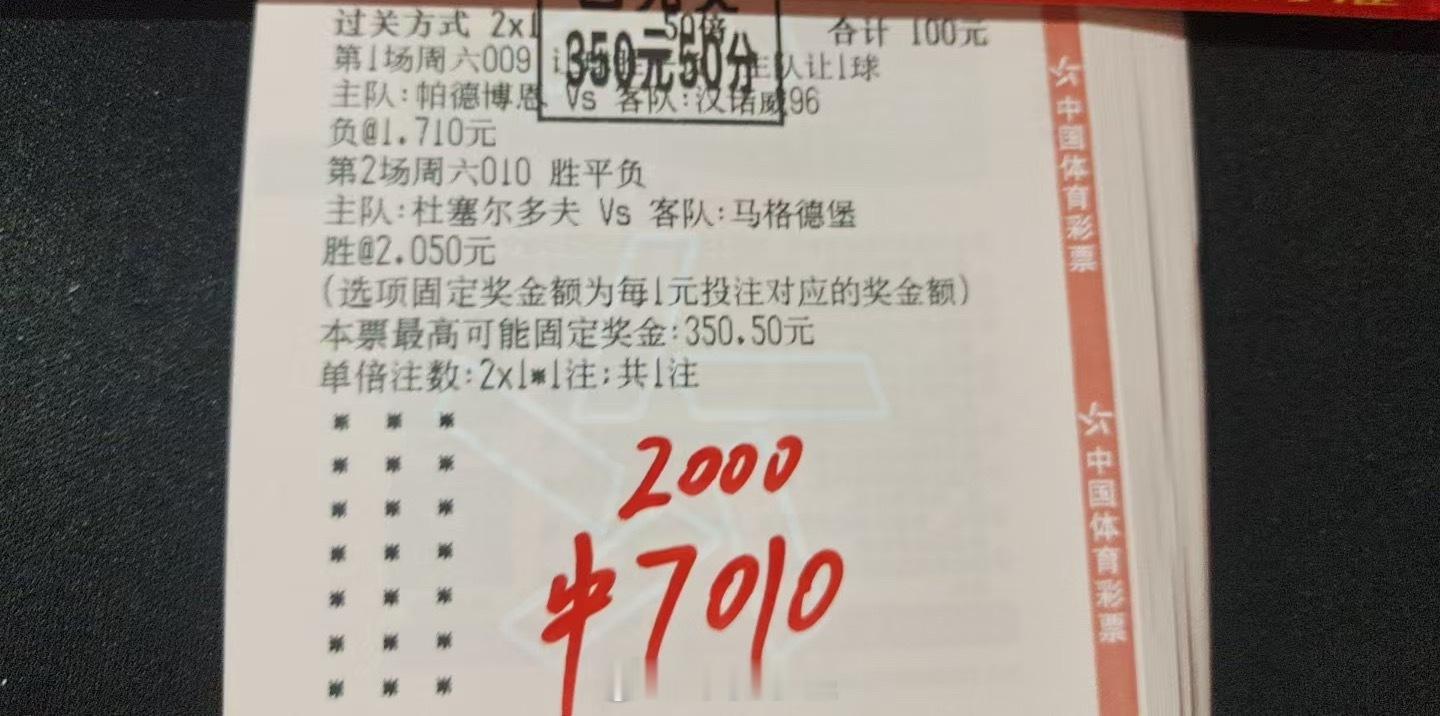 过关方式 2x1 50倍 合计 100元
350元50分
第1场周六009 让 主队让1球
主队:帕德博恩 Vs 客队:汉诺威96
负@1.710元
第2场周六010 胜平负
主队:杜塞尔多夫 Vs 客队:马格德堡
胜@2.050元
(选项固定奖金额为每1元投注对应的奖金额)
本票最高可能固定奖金:350.50元
单倍注数:2x1*1注;共1注
※ ※ ※
※ ※ ※
※ ※ ※
※ ※ ※
※ ※ ※
※ ※ ※
※ ※ ※
2000
中7010
中国体育彩票
中国体育彩票